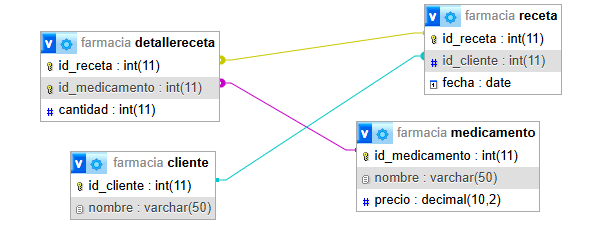 farmacia detallereceta
id_receta : int(11)
id_medicamento : int(11)
cantidad : int(11)
farmacia receta
id_receta : int(11)
id_cliente : int(11)
fecha : date
farmacia cliente
id_cliente : int(11)
nombre : varchar(50)
farmacia medicamento
id_medicamento : int(11)
nombre : varchar(50)
precio : decimal(10,2)